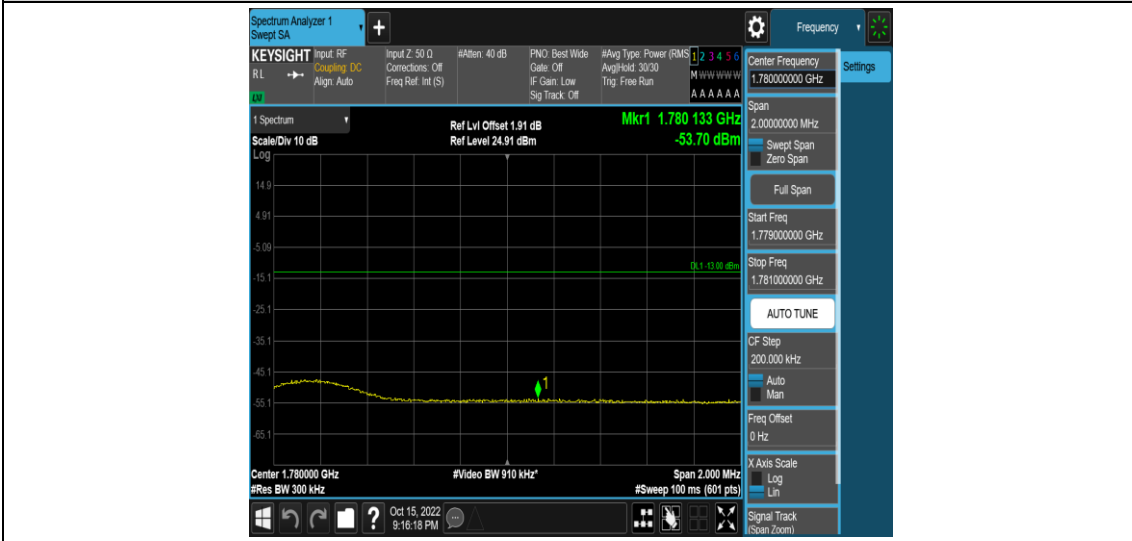 Spectrum Analyzer 1
Swept SA
+
Frequency
KEYSIGHT
Input: RF
Input Z: 50 Ω
#Atten: 40 dB
PNO: Best Wide
#Avg Type: Power (RMS
1 2 3 4 5 6
RL
Coupling: DC
Corrections: Off
Gate: Off
Avg|Hold: 30/30
M W W W W W
Align: Auto
Freq Ref: Int (S)
IF Gain: Low
Trig: Free Run
Sig Track: Off
A A A A A A
1 Spectrum
Ref Lvl Offset 1.91 dB
Mkr1 1.780 133 GHz
Scale/Div 10 dB
Ref Level 24.91 dBm
-53.70 dBm
Log
14.9
4.91
-5.09
DL1 -13.00 dBm
-15.1
-25.1
-35.1
-45.1
1
-55.1
-65.1
Center 1.780000 GHz
#Video BW 910 kHz*
Span 2.000 MHz
#Res BW 300 kHz
#Sweep 100 ms (601 pts)
?
Oct 15, 2022
9:16:18 PM
Center Frequency
1.780000000 GHz
Settings
Span
2.00000000 MHz
Swept Span
Zero Span
Full Span
Start Freq
1.779000000 GHz
Stop Freq
1.781000000 GHz
AUTO TUNE
CF Step
200.000 kHz
Auto
Man
Freq Offset
0 Hz
X Axis Scale
Log
Lin
Signal Track
(Span Zoom)